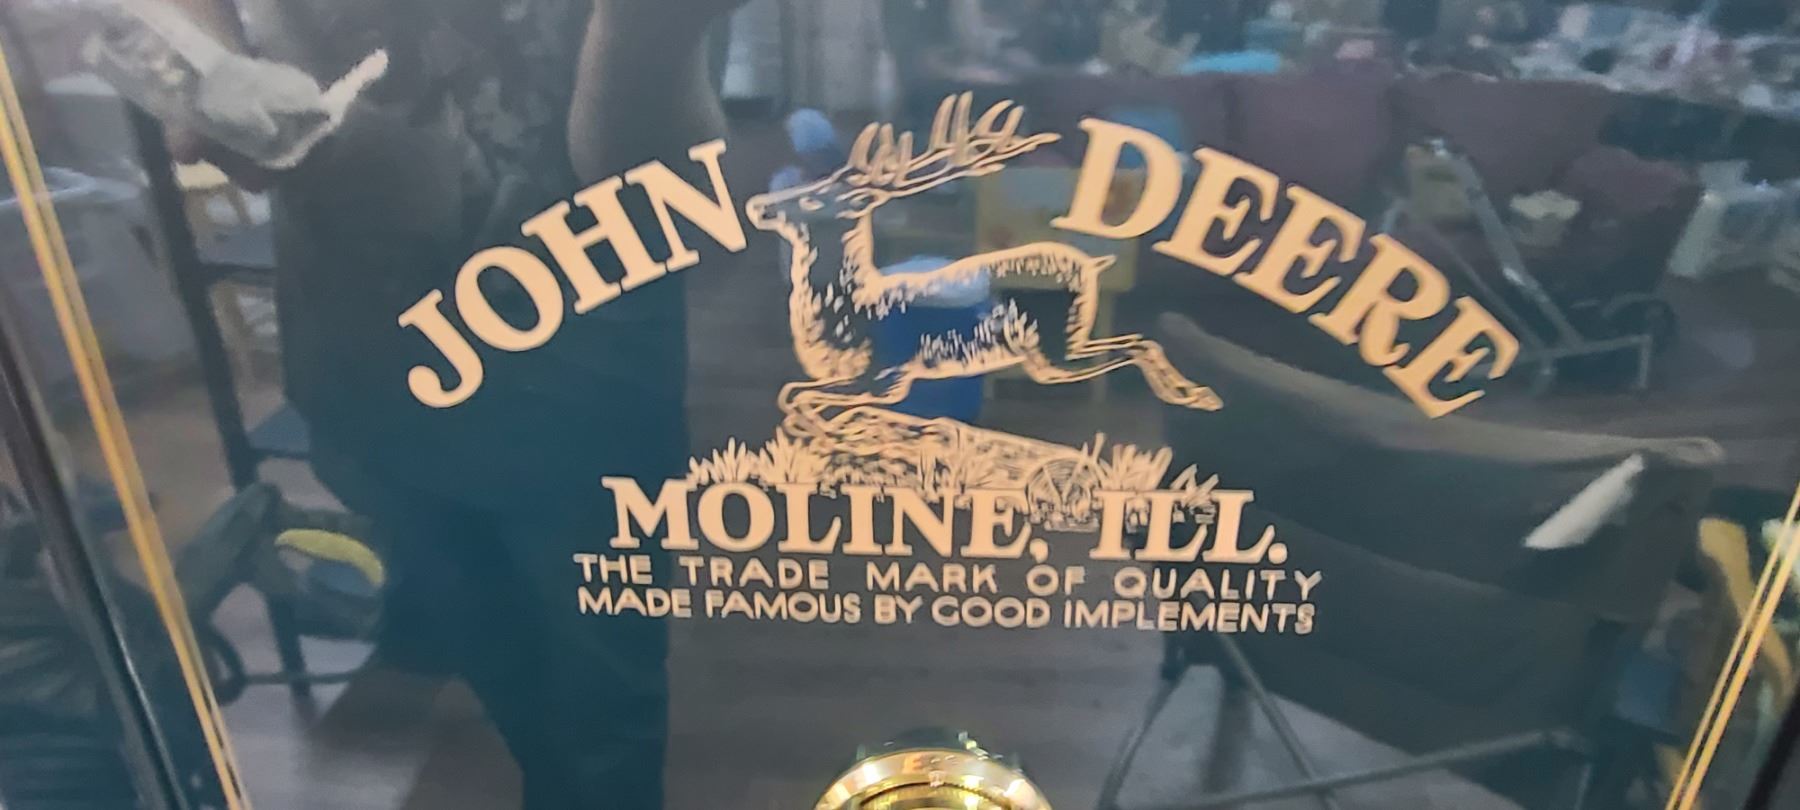 JOHN DEERE
MOLINE, ILL.
THE TRADE MARK OF QUALITY
MADE FAMOUS BY GOOD IMPLEMENTS